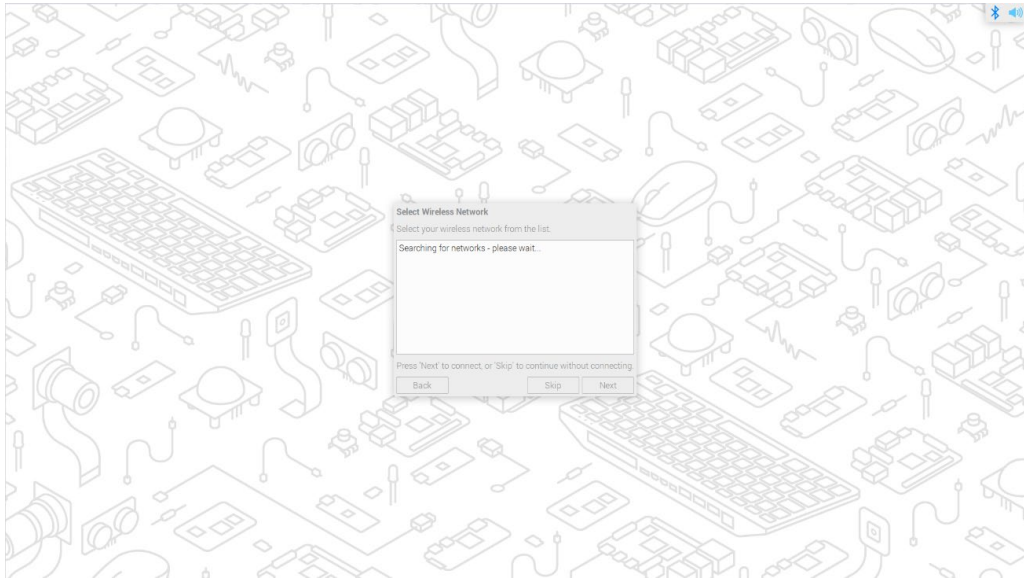 Select Wireless Network
Select your wireless network from the list.
Searching for networks - please wait...
Press 'Next' to connect, or 'Skip' to continue without connecting.
Back
Skip
Next